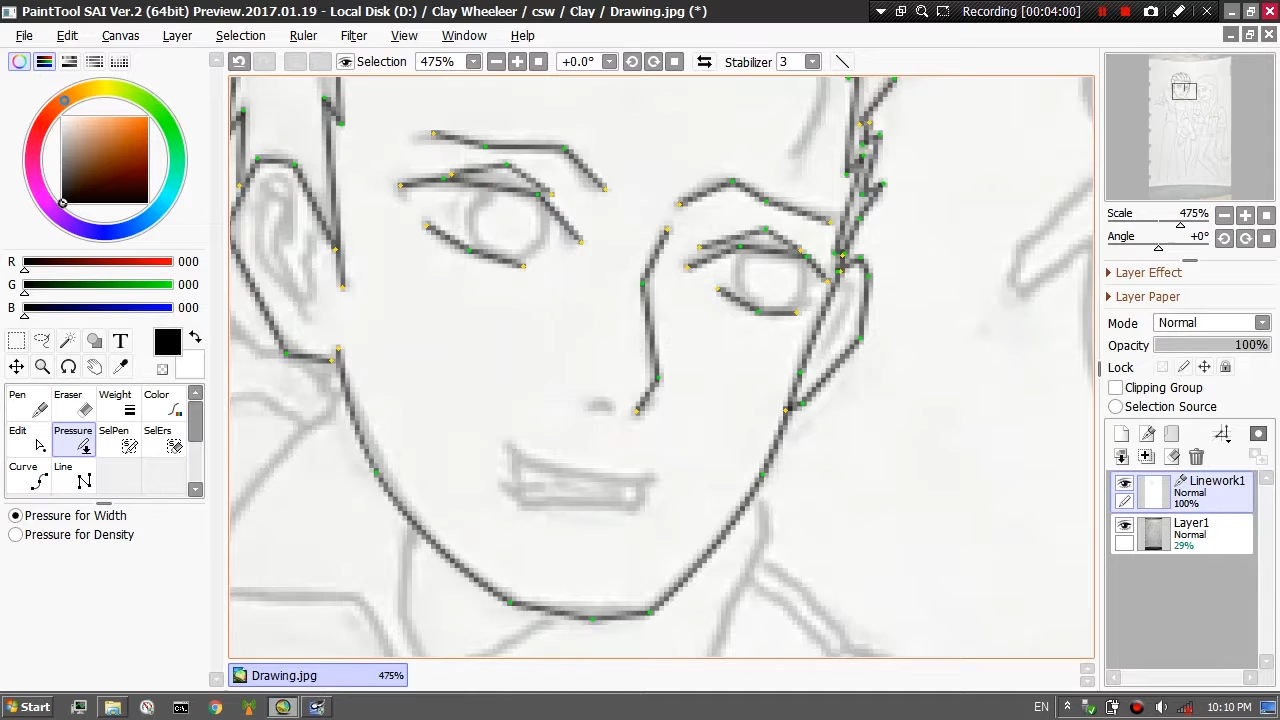 PaintTool SAI Ver.2 (64bit) Preview.2017.01.19 - Local Disk (D:) / Clay Wheeleer / csw / Clay / Drawing.jpg (*)
Recording [00:04:00]
File Edit Canvas Layer Selection Ruler Filter View Window Help
Selection 475% +0.0° Stabilizer 3
R 000
G 000
B 000
T
Pen Eraser Weight Color
Edit Pressure SelPen SelErs
Curve Line
Pressure for Width
Pressure for Density
Scale 475%
Angle +0°
Layer Effect
Layer Paper
Mode Normal
Opacity 100%
Lock
Clipping Group
Selection Source
Linework1
Normal
100%
Layer1
Normal
29%
Drawing.jpg 475%
Start
EN 10:10 PM